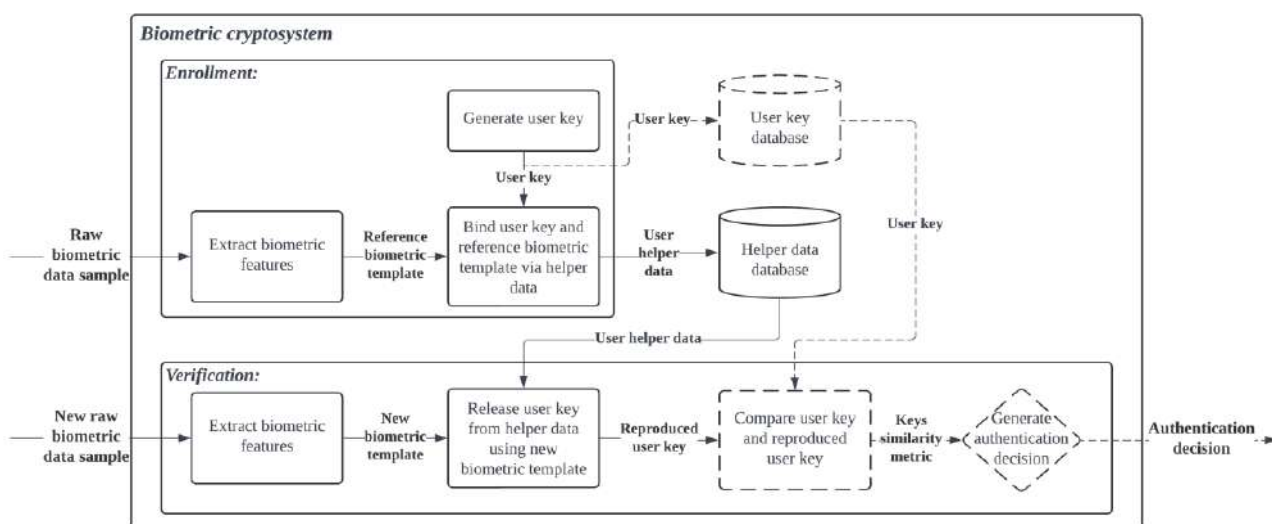 Biometric cryptosystem
Enrollment:
Generate user key
User key
User key
database
User key
User key
Raw
biometric
data sample
Extract biometric
features
Reference
biometric
template
Bind user key and
reference biometric
template via helper
data
User
helper
data
Helper data
database
User helper data
Verification:
New raw
biometric
data sample
Extract biometric
features
New
biometric
template
Release user key
from helper data
using new
biometric template
Reproduced
user key
Compare user key
and reproduced
user key
Keys
similarity
metric
Generate
authentication
decision
Authentication
decision